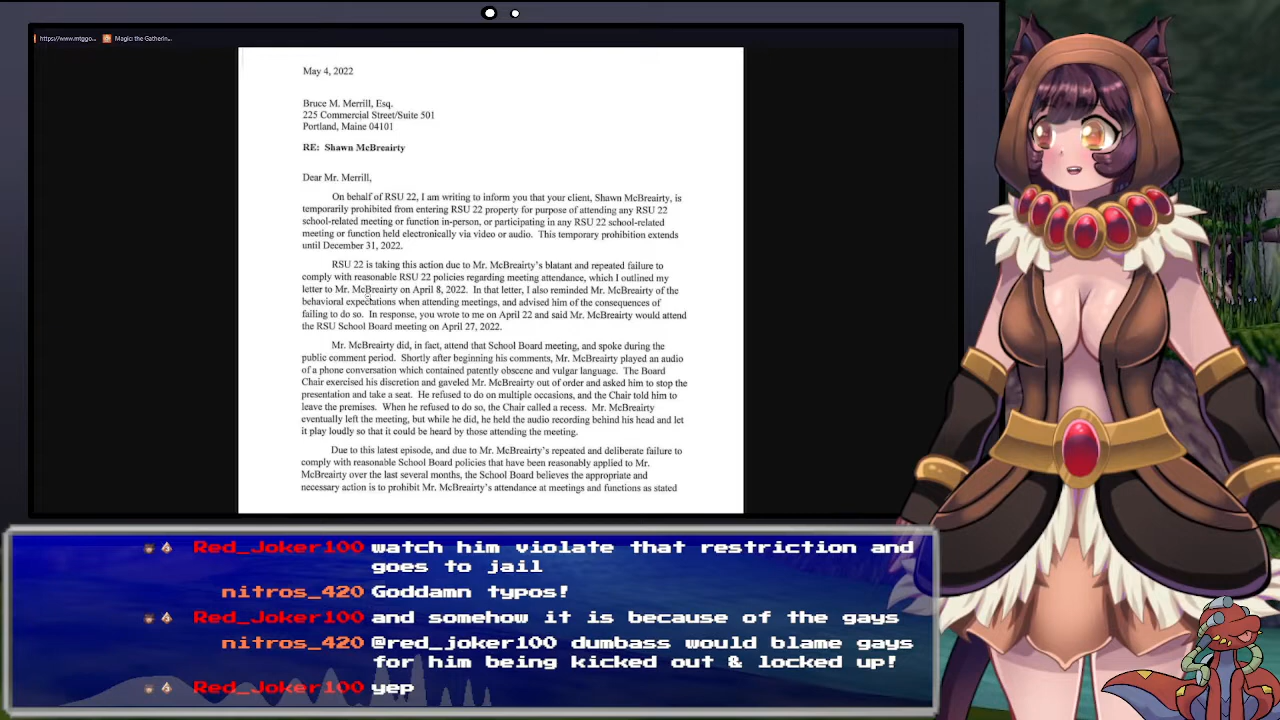 https://www.mtggo...
Magic: the Gatherin...
May 4, 2022
Bruce M. Merrill, Esq.
225 Commercial Street/Suite 501
Portland, Maine 04101
RE: Shawn McBreairty
Dear Mr. Merrill,
On behalf of RSU 22, I am writing to inform you that your client, Shawn McBreairty, is
temporarily prohibited from entering RSU 22 property for purpose of attending any RSU 22
school-related meeting or function in-person, or participating in any RSU 22 school-related
meeting or function held electronically via video or audio. This temporary prohibition extends
until December 31, 2022.
RSU 22 is taking this action due to Mr. McBreairty's blatant and repeated failure to
comply with reasonable RSU 22 policies regarding meeting attendance, which I outlined my
letter to Mr. McBreairty on April 8, 2022. In that letter, I also reminded Mr. McBreairty of the
behavioral expectations when attending meetings, and advised him of the consequences of
failing to do so. In response, you wrote to me on April 22 and said Mr. McBreairty would attend
the RSU School Board meeting on April 27, 2022.
Mr. McBreairty did, in fact, attend that School Board meeting, and spoke during the
public comment period. Shortly after beginning his comments, Mr. McBreairty played an audio
of a phone conversation which contained patently obscene and vulgar language. The Board
Chair exercised his discretion and gaveled Mr. McBreairty out of order and asked him to stop the
presentation and take a seat. He refused to do on multiple occasions, and the Chair told him to
leave the premises. When he refused to do so, the Chair called a recess. Mr. McBreairty
eventually left the meeting, but while he did, he held the audio recording behind his head and let
it play loudly so that it could be heard by those attending the meeting.
Due to this latest episode, and due to Mr. McBreairty's repeated and deliberate failure to
comply with reasonable School Board policies that have been reasonably applied to Mr.
McBreairty over the last several months, the School Board believes the appropriate and
necessary action is to prohibit Mr. McBreairty's attendance at meetings and functions as stated
Red_Joker100 watch him violate that restriction and
goes to jail
nitros_420 Goddamn typos!
Red_Joker100 and somehow it is because of the gays
nitros_420 @red_joker100 dumbass would blame gays
for him being kicked out & locked up!
Red_Joker100 yep